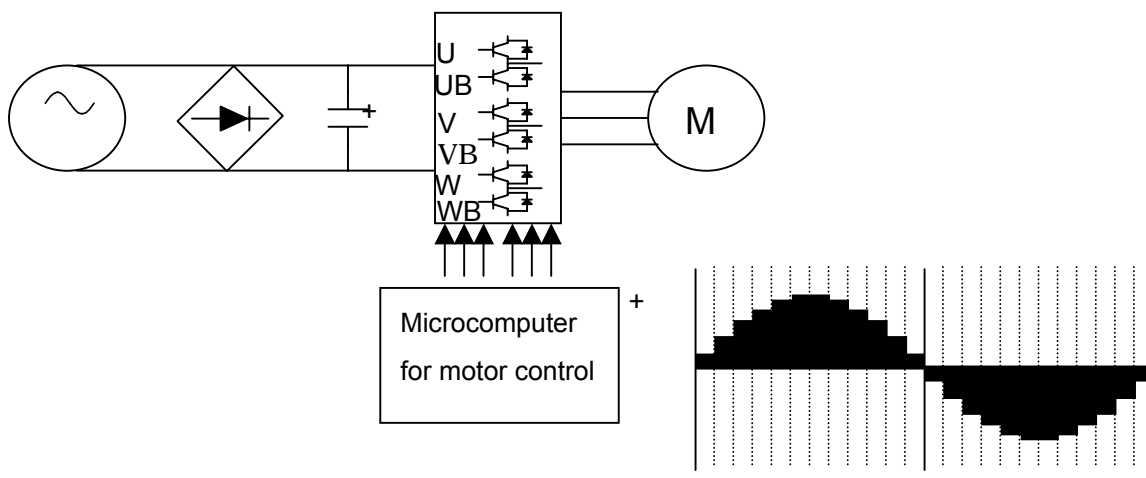 U
UB
V
VB
W
WB
+
M
+
Microcomputer
for motor control